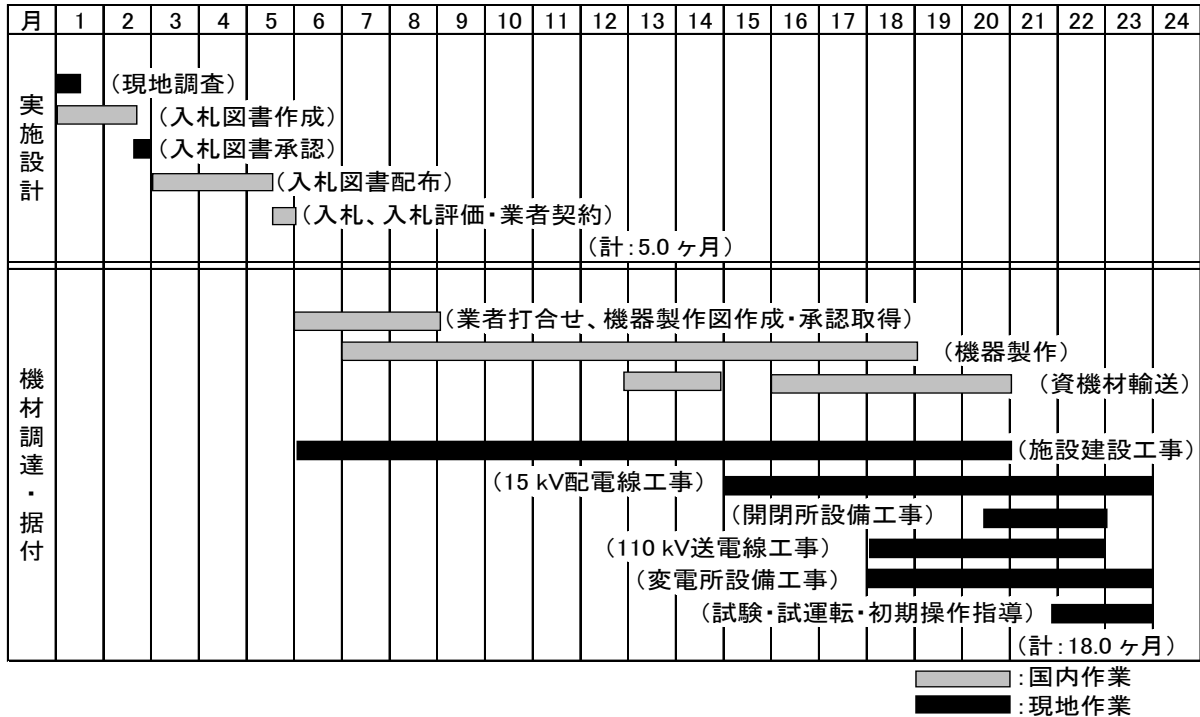 月 1 2 3 4 5 6 7 8 9 10 11 12 13 14 15 16 17 18 19 20 21 22 23 24
実施設計
(現地調査)
(入札図書作成)
(入札図書承認)
(入札図書配布)
(入札、入札評価・業者契約)
(計:5.0 ヶ月)
機材調達・据付
(業者打合せ、機器製作図作成・承認取得)
(機器製作)
(資機材輸送)
(施設建設工事)
(15 kV配電線工事)
(開閉所設備工事)
(110 kV送電線工事)
(変電所設備工事)
(試験・試運転・初期操作指導)
(計:18.0 ヶ月)
:国内作業
:現地作業